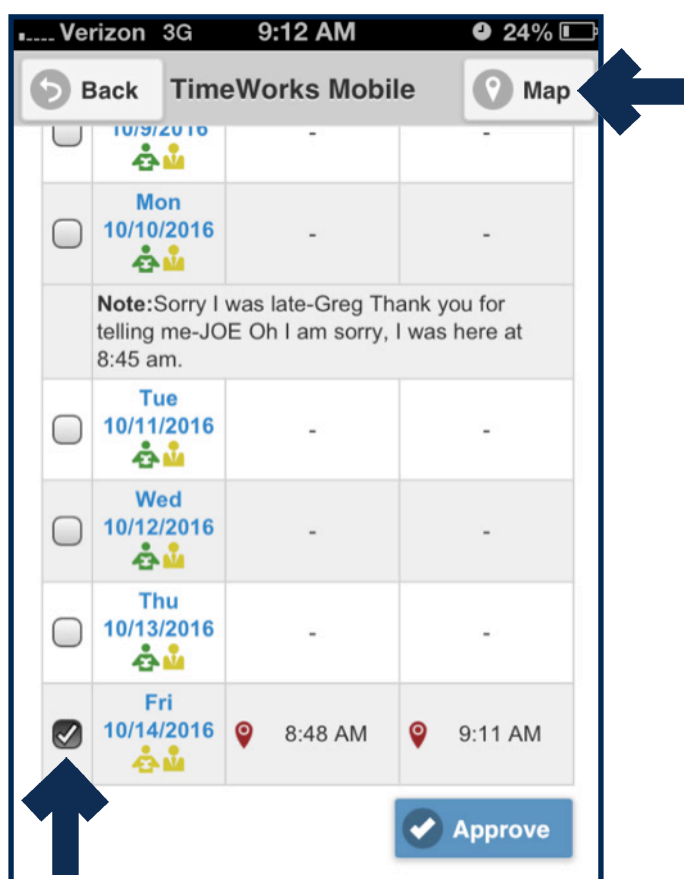 Verizon 3G 9:12 AM 24%
Back TimeWorks Mobile Map
10/9/2016 - -
Mon
10/10/2016 - -
Note:Sorry I was late-Greg Thank you for
telling me-JOE Oh I am sorry, I was here at
8:45 am.
Tue
10/11/2016 - -
Wed
10/12/2016 - -
Thu
10/13/2016 - -
Fri
10/14/2016 8:48 AM 9:11 AM
Approve